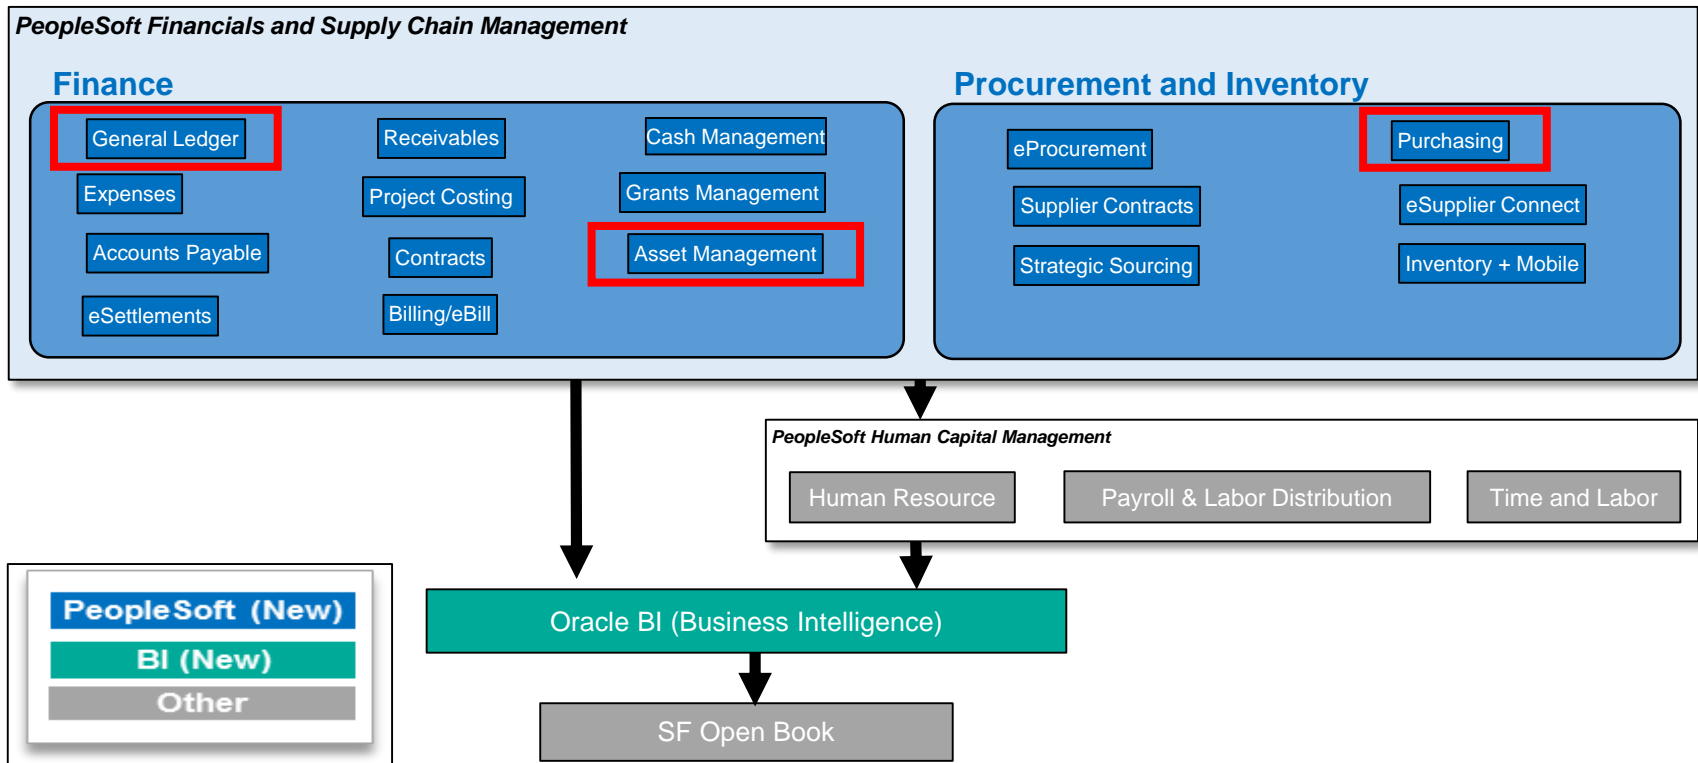 PeopleSoft Financials and Supply Chain Management
Finance
General Ledger
Receivables
Cash Management
Expenses
Project Costing
Grants Management
Accounts Payable
Contracts
Asset Management
eSettlements
Billing/eBill
Procurement and Inventory
eProcurement
Purchasing
Supplier Contracts
eSupplier Connect
Strategic Sourcing
Inventory + Mobile
PeopleSoft Human Capital Management
Human Resource
Payroll & Labor Distribution
Time and Labor
Oracle BI (Business Intelligence)
SF Open Book
PeopleSoft (New)
BI (New)
Other